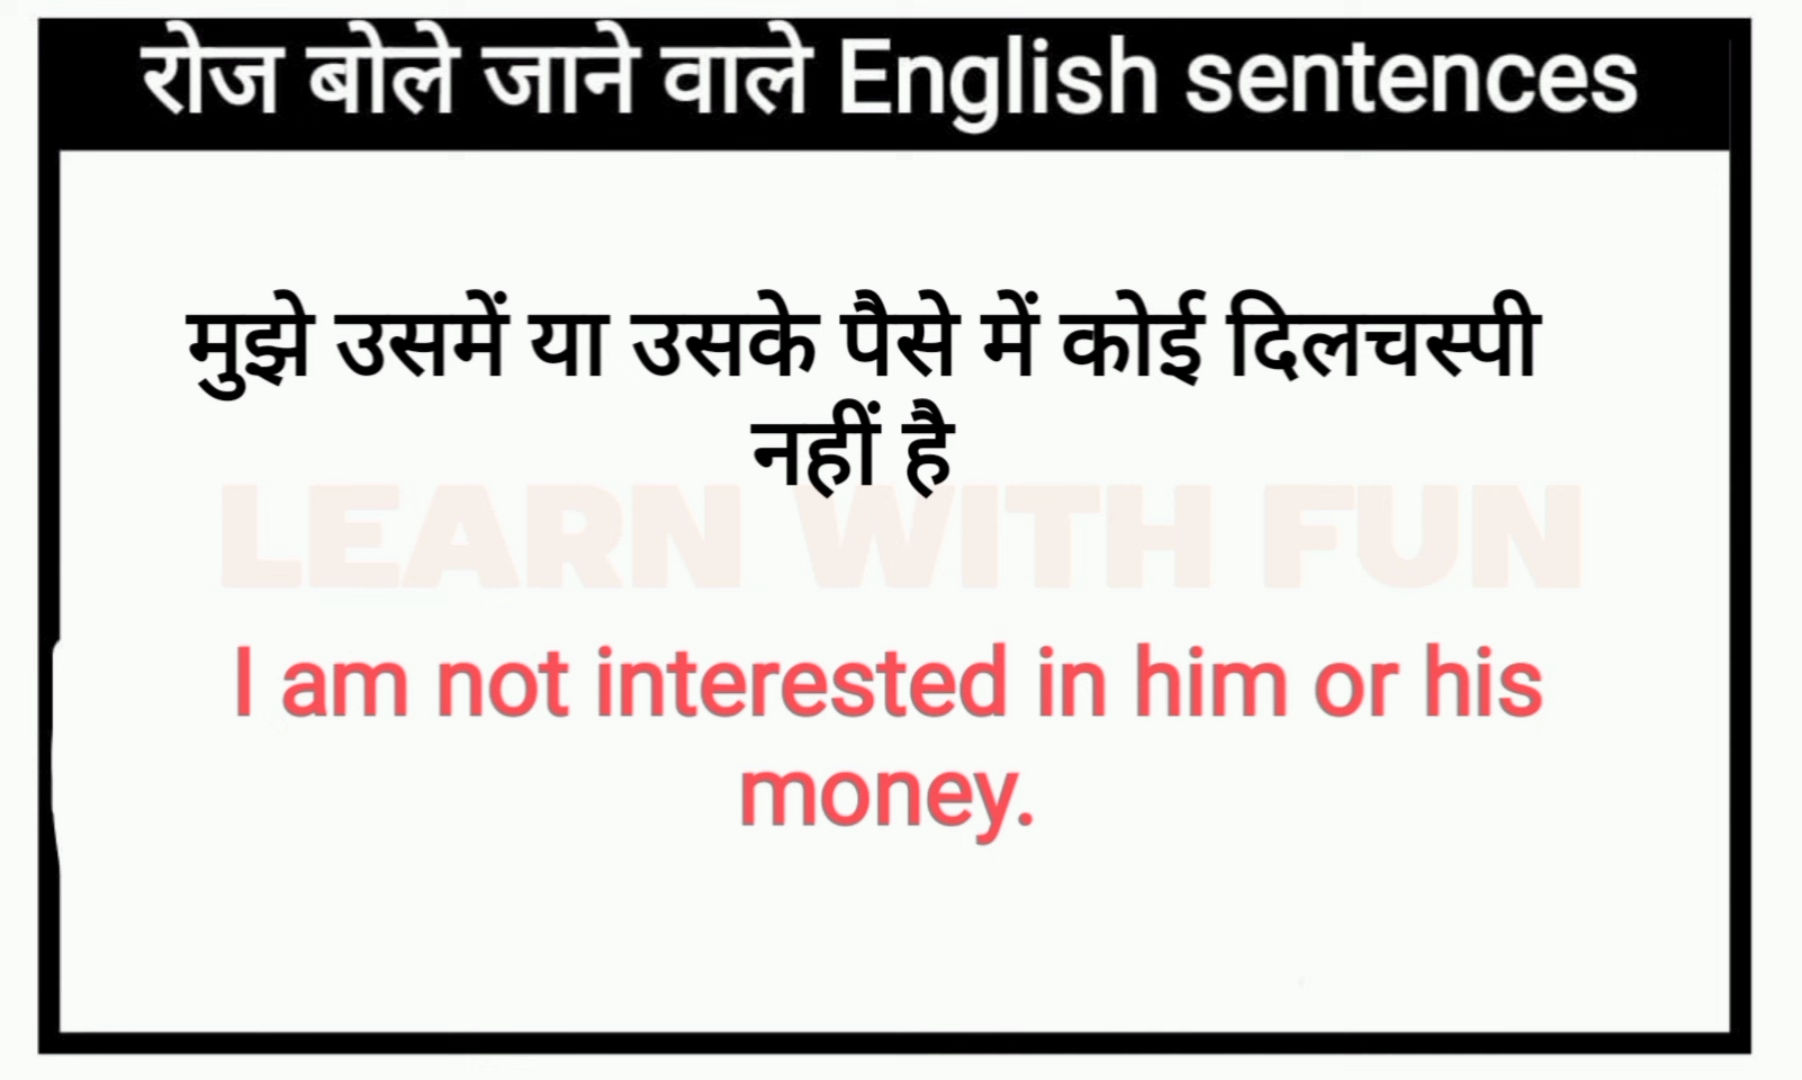 रोज बोले जाने वाले English sentences
मुझे उसमें या उसके पैसे में कोई दिलचस्पी
नहीं है
LEARN WITH FUN
I am not interested in him or his
money.